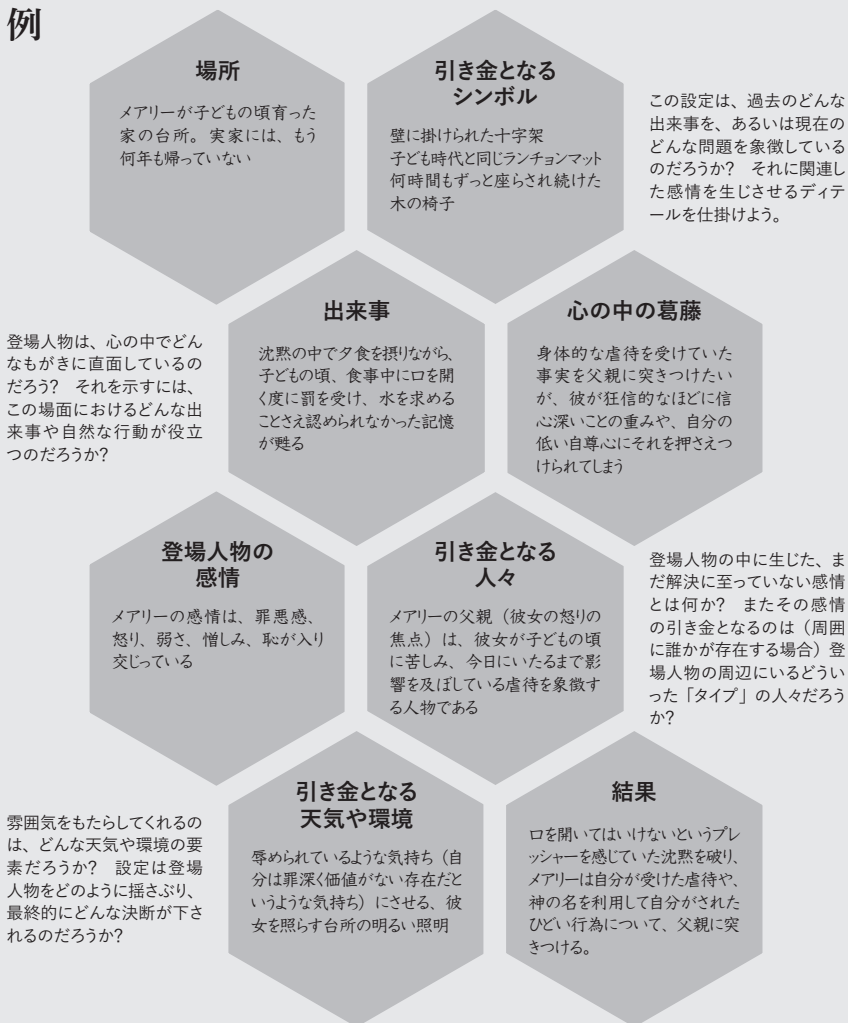 例
場所
メアリーが子どもの頃育った
家の台所。実家には、もう
何年も帰っていない
引き金となる
シンボル
壁に掛けられた十字架
子ども時代と同じランチョンマット
何時間もずっと座らされ続けた
木の椅子
この設定は、過去のどんな
出来事を、あるいは現在の
どんな問題を象徴している
のだろうか? それに関連し
た感情を生じさせるディテ
ールを仕掛けよう。
登場人物は、心の中でどん
なもがきに直面しているの
だろう? それを示すには、
この場面におけるどんな出
来事や自然な行動が役立
つのだろうか?
出来事
沈黙の中で夕食を摂りながら、
子どもの頃、食事中に口を開
く度に罰を受け、水を求める
ことさえ認められなかった記憶
が甦る
心の中の葛藤
身体的な虐待を受けていた
事実を父親に突きつけたい
が、彼が狂信的なほどに信
心深いことの重みや、自分の
低い自尊心にそれを押さえつ
けられてしまう
登場人物の
感情
メアリーの感情は、罪悪感、
怒り、弱さ、憎しみ、恥が入り
交じっている
引き金となる
人々
メアリーの父親(彼女の怒りの
焦点)は、彼女が子どもの頃
に苦しみ、今日にいたるまで影
響を及ぼしている虐待を象徴す
る人物である
登場人物の中に生じた、ま
だ解決に至っていない感情
とは何か? またその感情
の引き金となるのは(周囲
に誰かが存在する場合)登
場人物の周辺にいるどうい
った「タイプ」の人々だろう
か?
雰囲気をもたらしてくれるの
は、どんな天気や環境の要
素だろうか? 設定は登場
人物をどのように揺さぶり、
最終的にどんな決断が下さ
れるのだろうか?
引き金となる
天気や環境
辱められているような気持ち(自
分は罪深く価値がない存在だと
いうような気持ち)にさせる、彼
女を照らす台所の明るい照明
結果
口を開いてはいけないというプレ
ッシャーを感じていた沈黙を破り、
メアリーは自分が受けた虐待や、
神の名を利用して自分がされた
ひどい行為について、父親に突
きつける。